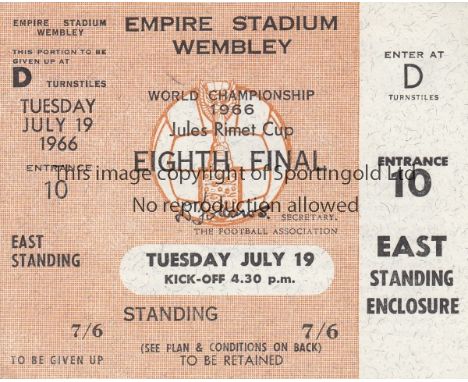 EMPIRE STADIUM
WEMBLEY
THIS PORTION TO BE
GIVEN UP AT
D TURNSTILES
TUESDAY
JULY 19
1966
ENTRANCE
10
EAST
STANDING
7/6
TO BE GIVEN UP
EMPIRE STADIUM
WEMBLEY
WORLD CHAMPIONSHIP
1966
Jules Rimet Cup
EIGHTH FINAL
This image copyright of Sportingold Ltd
No reproduction allowed
SECRETARY.
THE FOOTBALL ASSOCIATION
TUESDAY JULY 19
KICK-OFF 4.30 p.m.
STANDING
7/6
(SEE PLAN & CONDITIONS ON BACK)
TO BE RETAINED
ENTER AT
D
TURNSTILES
ENTRANCE
10
EAST
STANDING
ENCLOSURE